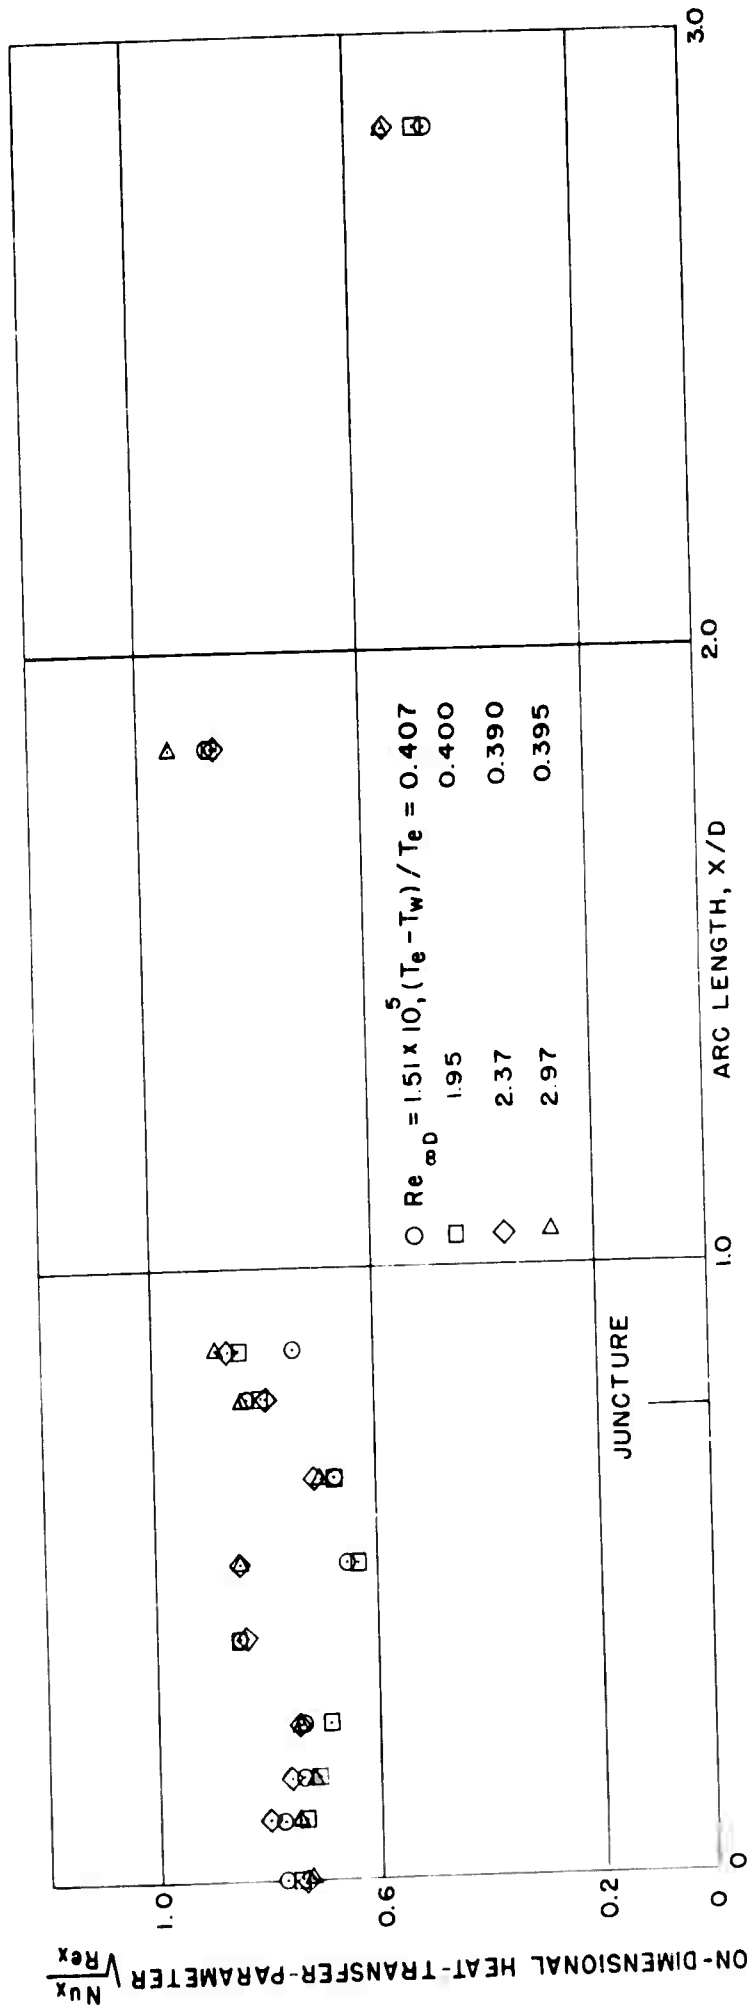 ON-DIMENSIONAL HEAT-TRANSFER-PARAMETER Nux/√Rex
1.0
0.6
0.2
0
0
1.0
2.0
3.0
JUNCTURE
○ Re∞D = 1.51 x 10⁵, (Te - Tw) / Te = 0.407
□ 1.95 0.400
◇ 2.37 0.390
△ 2.97 0.395
ARC LENGTH, X/D